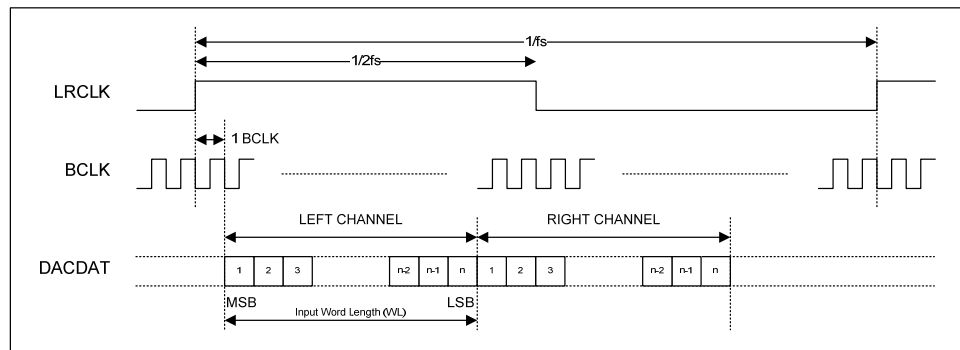 1/fs
1/2fs
LRCLK
1 BCLK
BCLK
LEFT CHANNEL RIGHT CHANNEL
DACDAT 1 2 3 n-2 n-1 n 1 2 3 n-2 n-1 n
MSB LSB
Input Word Length (WL)